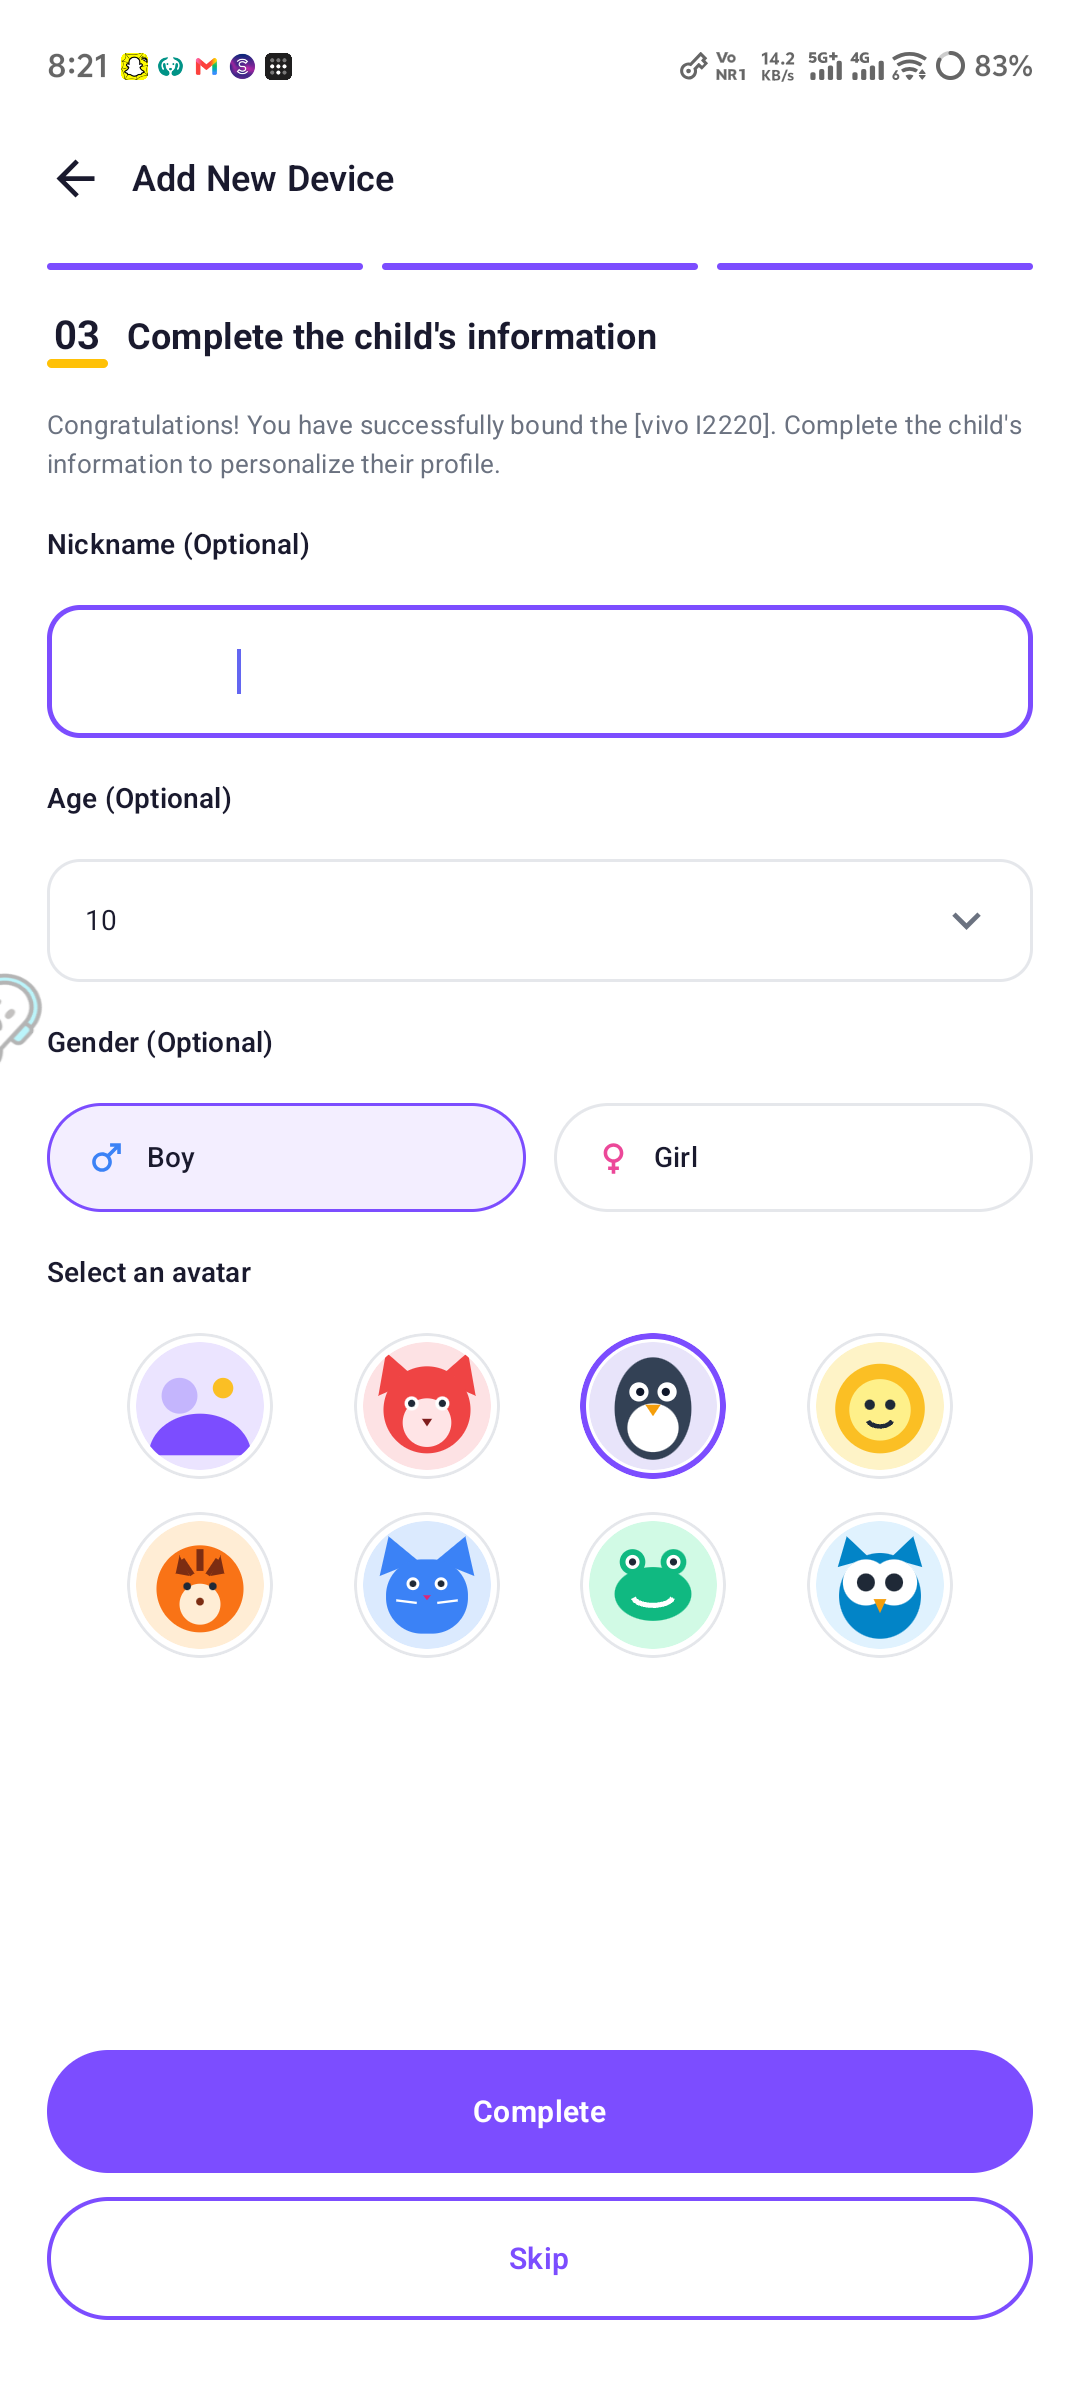 8:21
Vo
NR1
14.2
KB/s
5G+
4G
6
83%
Add New Device
03 Complete the child's information
Congratulations! You have successfully bound the [vivo I2220]. Complete the child's
information to personalize their profile.
Nickname (Optional)
Age (Optional)
10
Gender (Optional)
Boy
Girl
Select an avatar
Complete
Skip